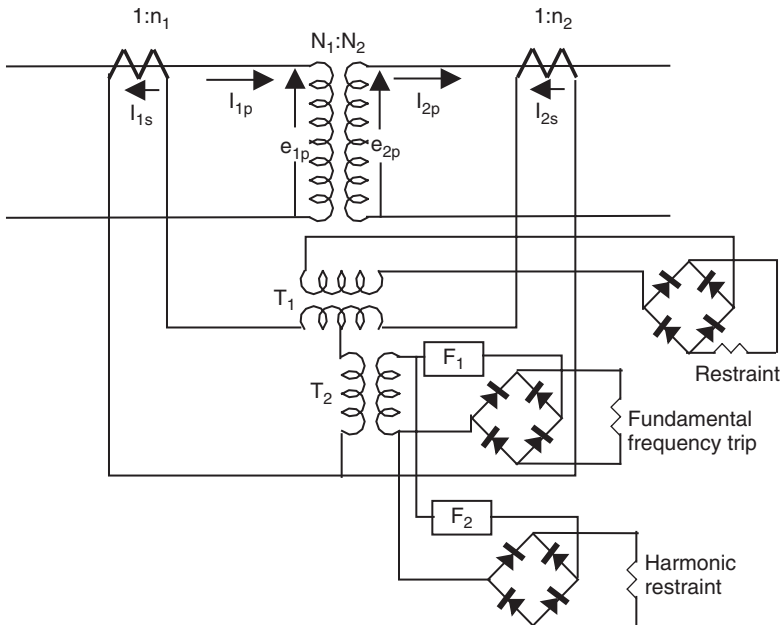 1:n₁
1:n₂
N₁:N₂
I₁ₛ
I₁ₚ
I₂ₚ
I₂ₛ
e₁ₚ
e₂ₚ
T₁
Restraint
T₂
F₁
Fundamental
frequency trip
F₂
Harmonic
restraint